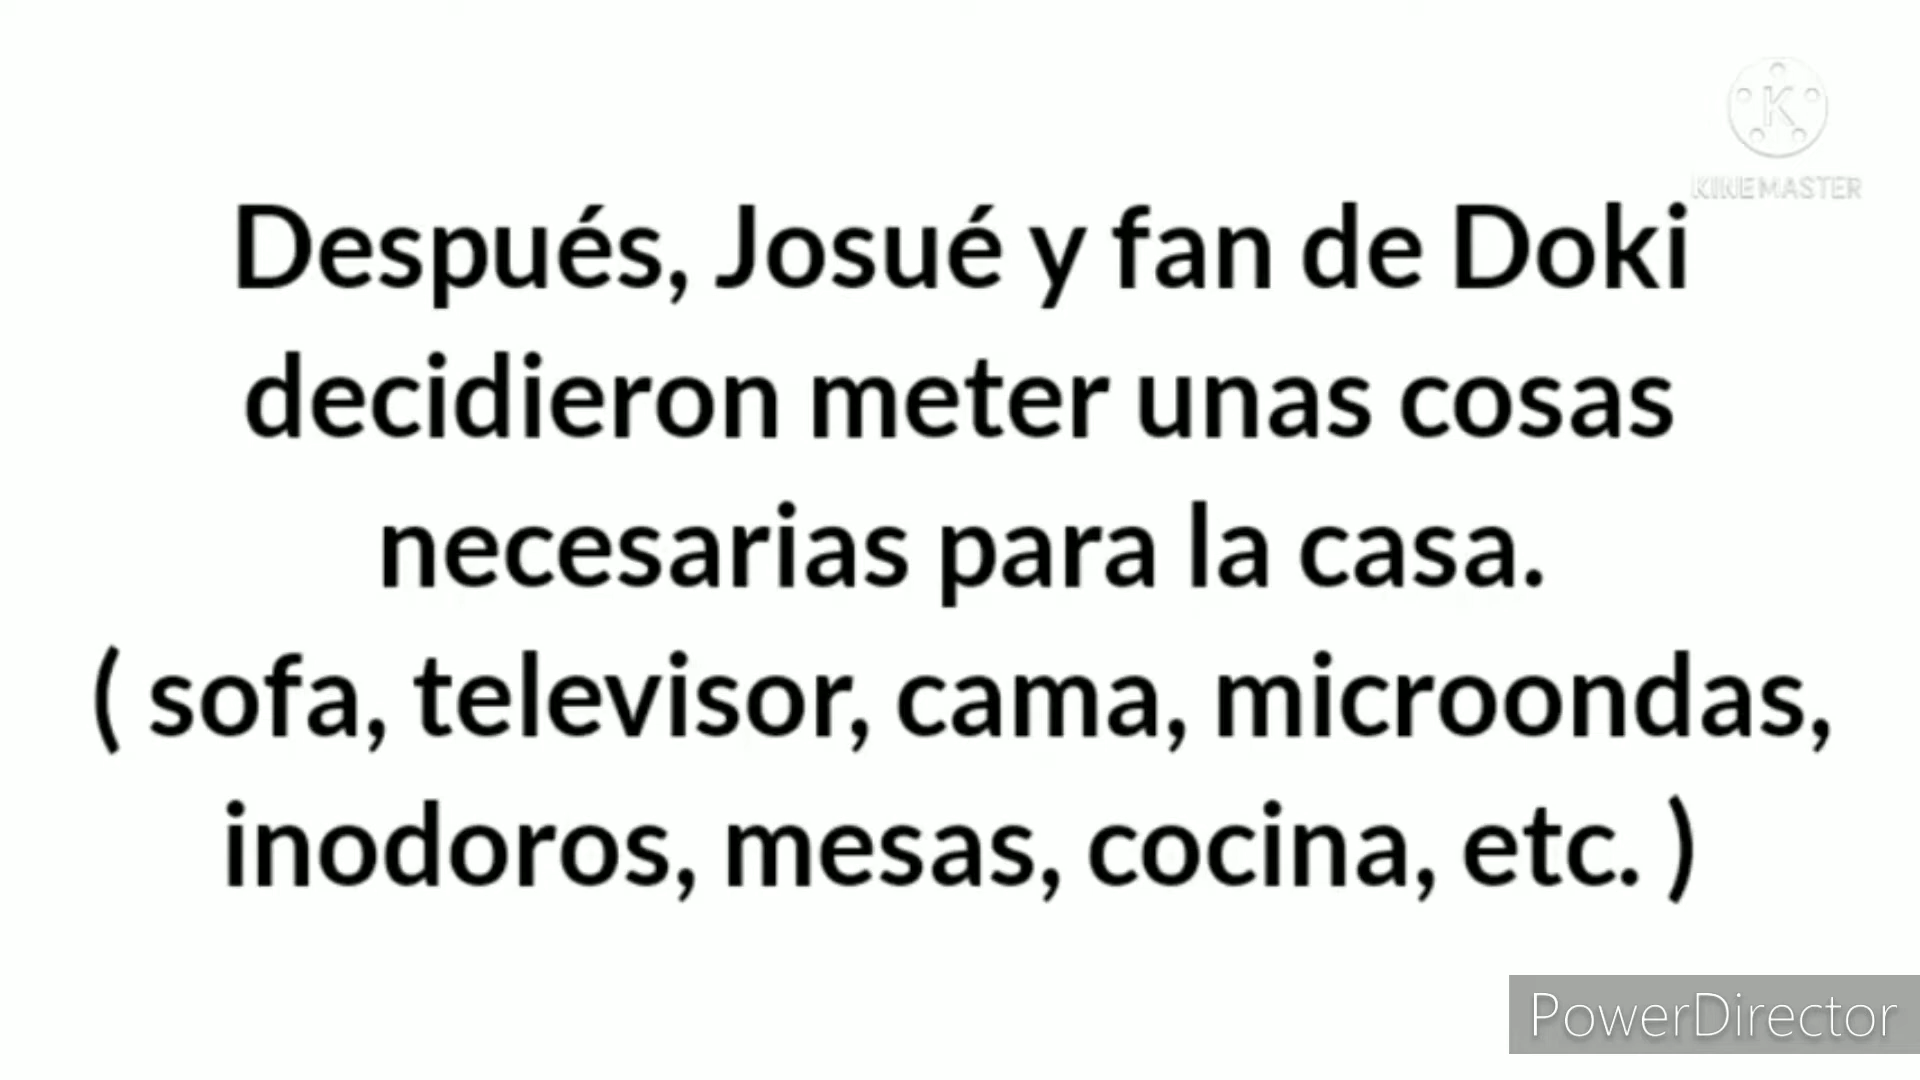 K
KINEMASTER
Después, Josué y fan de Doki
decidieron meter unas cosas
necesarias para la casa.
( sofa, televisor, cama, microondas,
inodoros, mesas, cocina, etc. )
PowerDirector